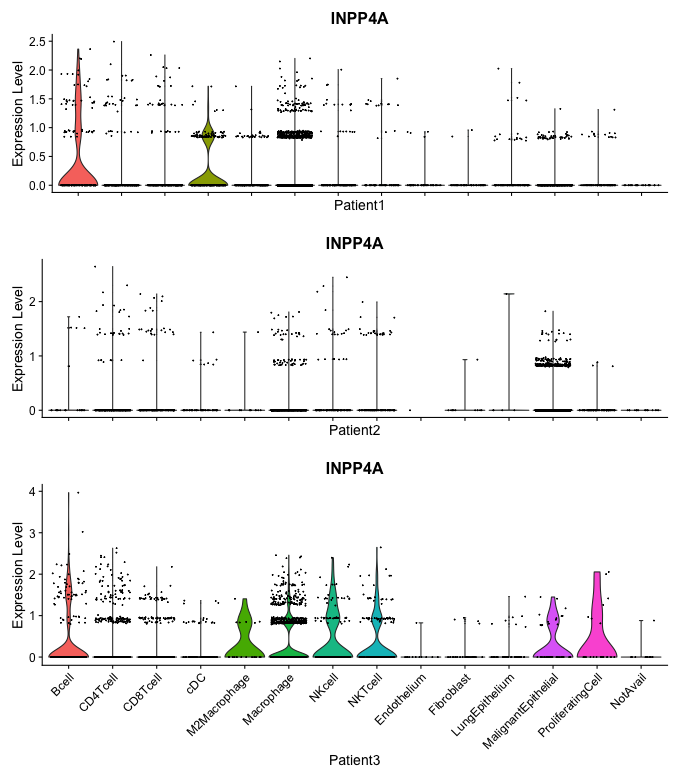 INPP4A
Expression Level
2.5
2.0
1.5
1.0
0.5
0.0
Patient1
INPP4A
Expression Level
2
1
0
Patient2
INPP4A
Expression Level
4
3
2
1
0
Bcell
CD4Tcell
CD8Tcell
cDC
M2Macrophage
Macrophage
NKcell
NKTcell
Endothelium
Fibroblast
LungEpithelium
MalignantEpithelial
ProliferatingCell
NotAvail
Patient3